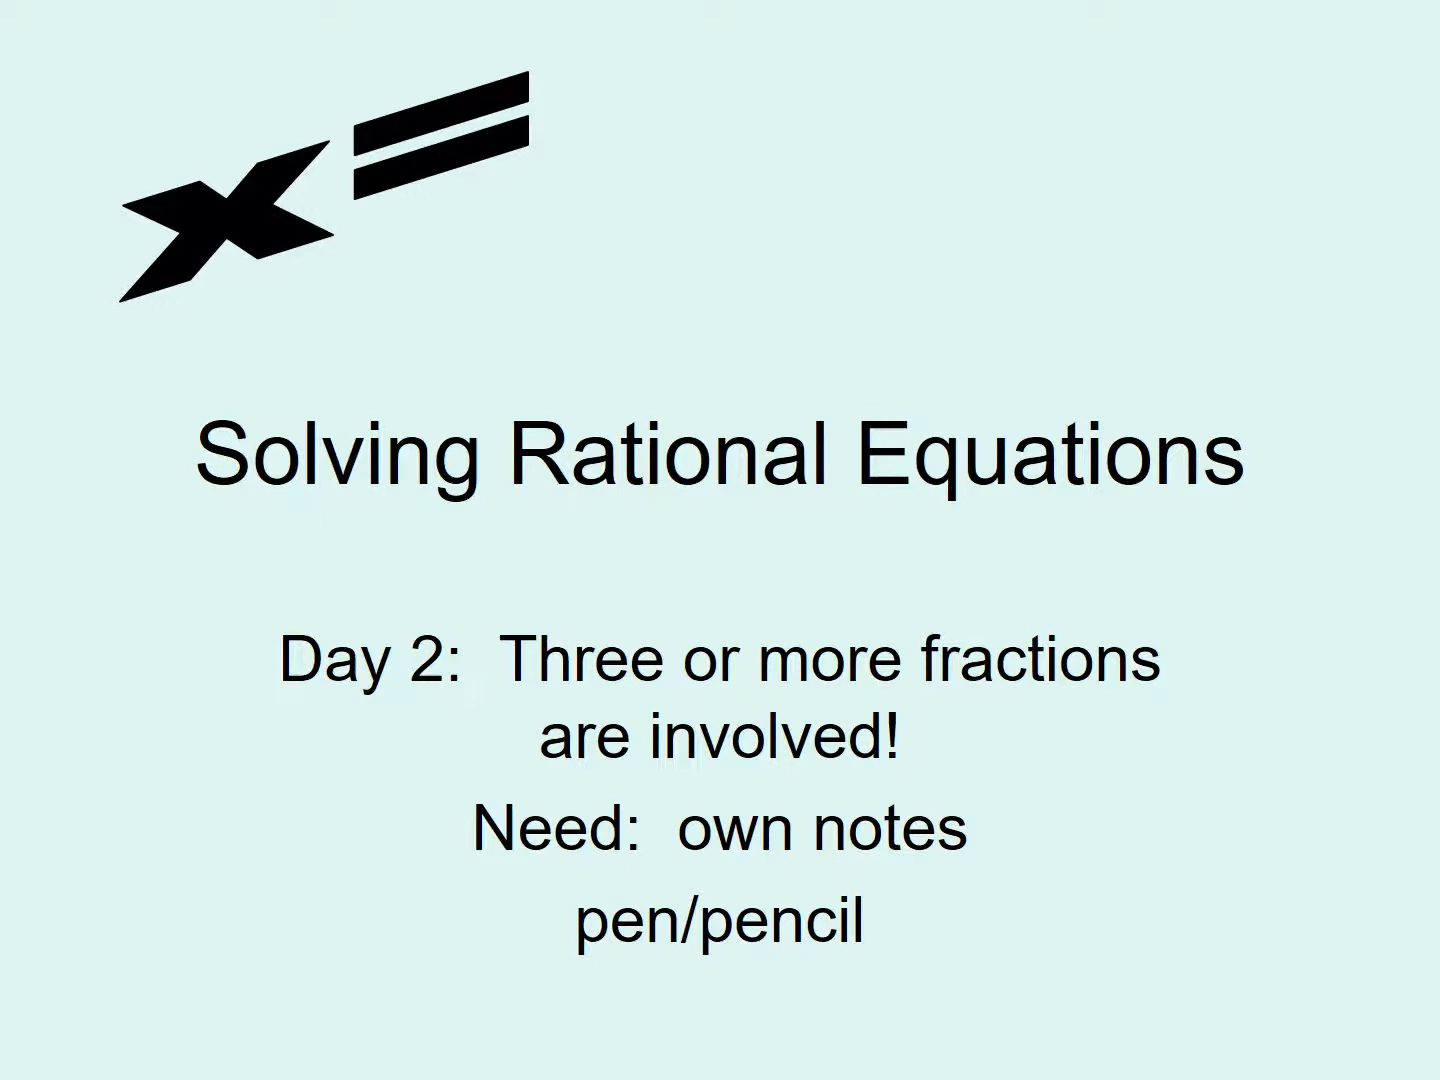 x=
Solving Rational Equations
Day 2:  Three or more fractions
are involved!
Need:  own notes
pen/pencil